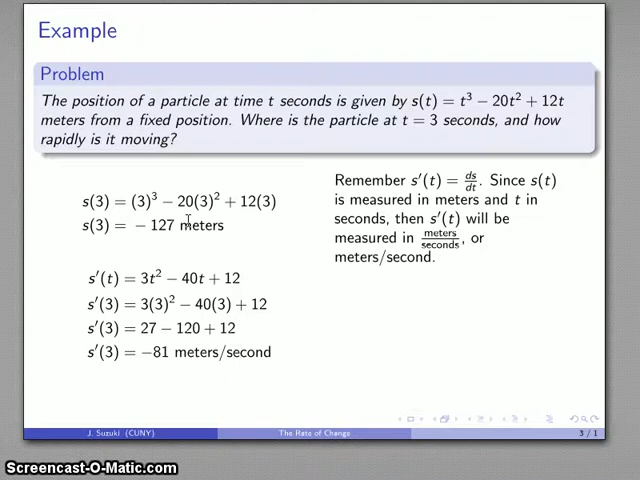 Example
Problem
The position of a particle at time t seconds is given by s(t) = t³ − 20t² + 12t
meters from a fixed position. Where is the particle at t = 3 seconds, and how
rapidly is it moving?
s(3) = (3)³ − 20(3)² + 12(3)
s(3) = − 127 meters
s′(t) = 3t² − 40t + 12
s′(3) = 3(3)² − 40(3) + 12
s′(3) = 27 − 120 + 12
s′(3) = −81 meters/second
Remember s′(t) = ds/dt. Since s(t)
is measured in meters and t in
seconds, then s′(t) will be
measured in meters/seconds, or
meters/second.
J. Suzuki (CUNY) The Rate of Change 3 / 1
Screencast-O-Matic.com